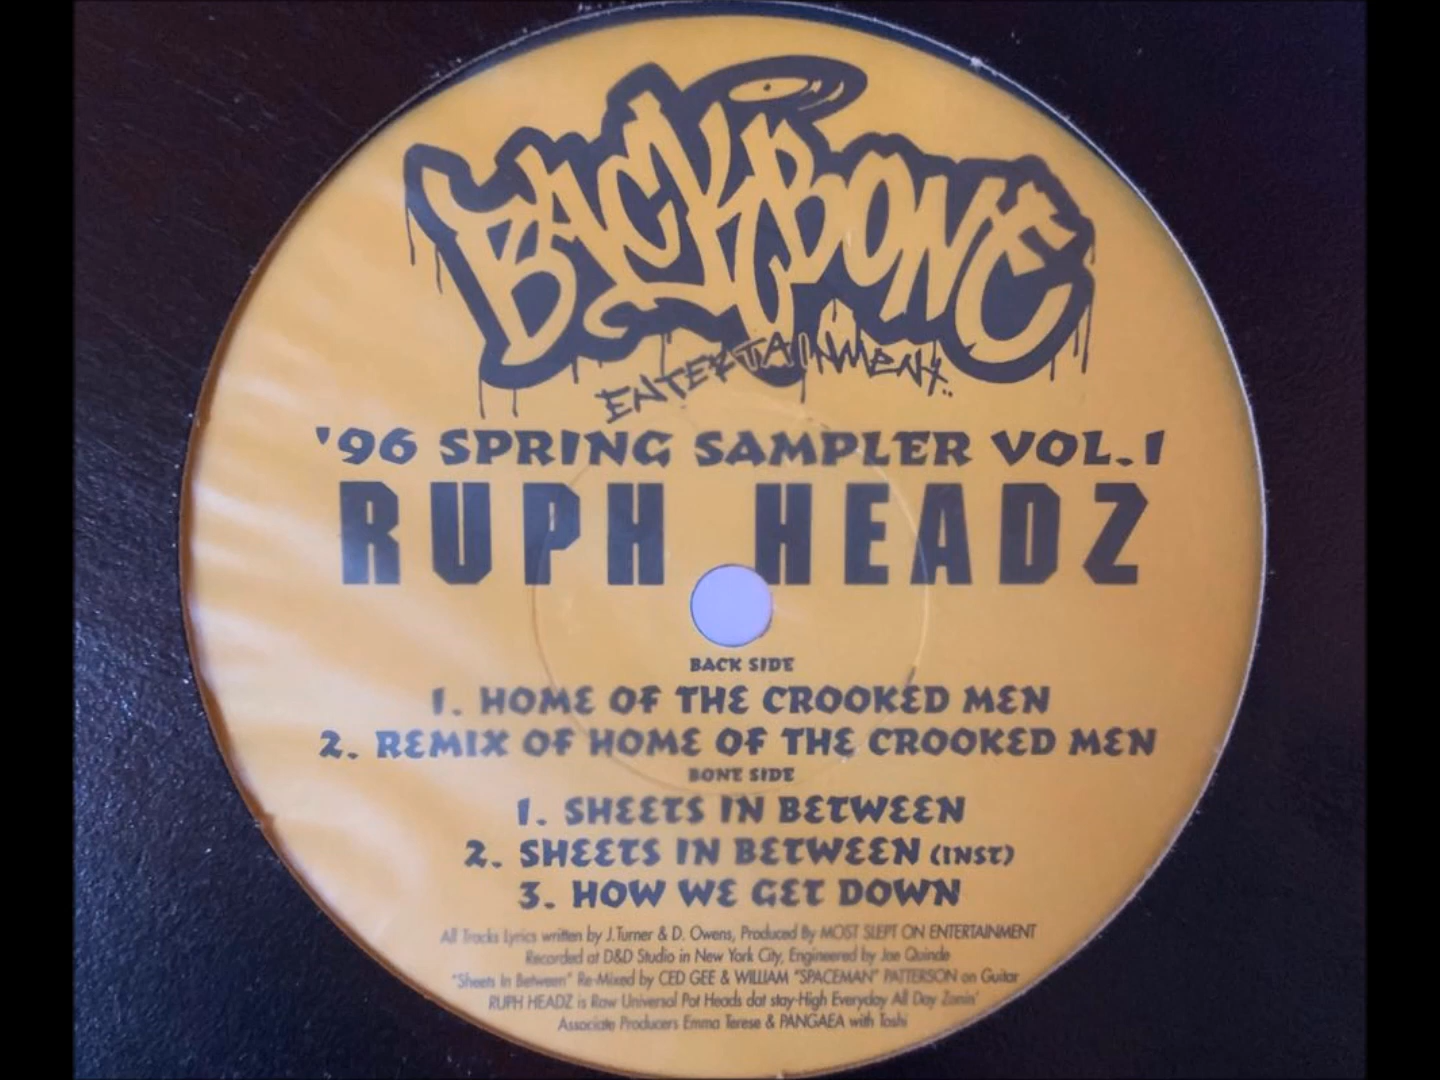 BACKBONE
ENTERTAINMENT..
'96 SPRING SAMPLER VOL.1
RUPH HEADZ
BACK SIDE
1. HOME OF THE CROOKED MEN
2. REMIX OF HOME OF THE CROOKED MEN
BONE SIDE
1. SHEETS IN BETWEEN
2. SHEETS IN BETWEEN (INST)
3. HOW WE GET DOWN
All Tracks Lyrics written by J.Turner & D. Owens, Produced By MOST SLEPT ON ENTERTAINMENT
Recorded at D&D Studio in New York City, Engineered by Joe Quinde
"Sheets In Between" Re-Mixed by CED GEE & WILLIAM "SPACEMAN" PATTERSON on Guitar
RUPH HEADZ is Raw Universal Pot Heads dat stay-High Everyday All Day Zonin'
Associate Producers Emma Terese & PANGAEA with Toshi